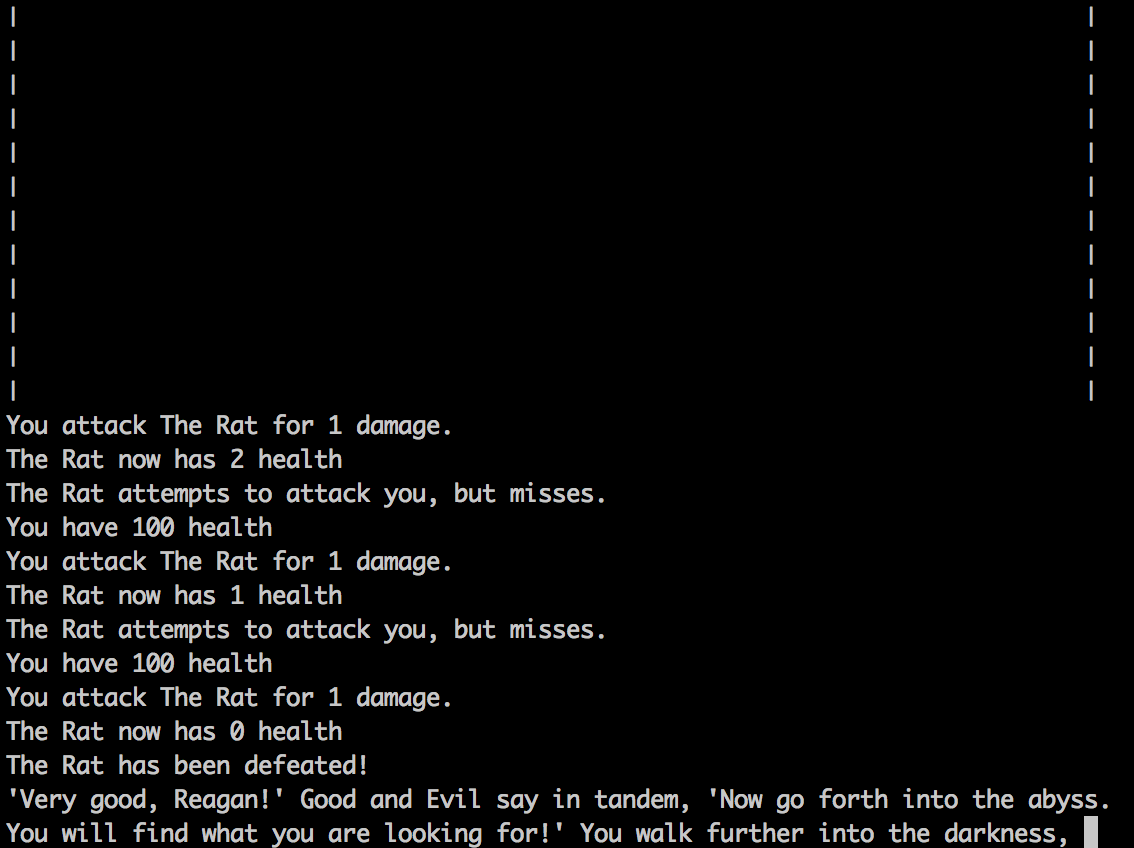 |                                                                             |
|                                                                             |
|                                                                             |
|                                                                             |
|                                                                             |
|                                                                             |
|                                                                             |
|                                                                             |
|                                                                             |
|                                                                             |
|                                                                             |
|                                                                             |
You attack The Rat for 1 damage.
The Rat now has 2 health
The Rat attempts to attack you, but misses.
You have 100 health
You attack The Rat for 1 damage.
The Rat now has 1 health
The Rat attempts to attack you, but misses.
You have 100 health
You attack The Rat for 1 damage.
The Rat now has 0 health
The Rat has been defeated!
'Very good, Reagan!' Good and Evil say in tandem, 'Now go forth into the abyss.
You will find what you are looking for!' You walk further into the darkness,